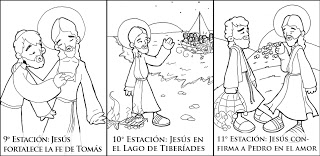 9ª Estación: Jesús
fortalece la fe de Tomás
10ª Estación: Jesús en
el Lago de Tiberíades
11ª Estación: Jesús con-
firma a Pedro en el amor